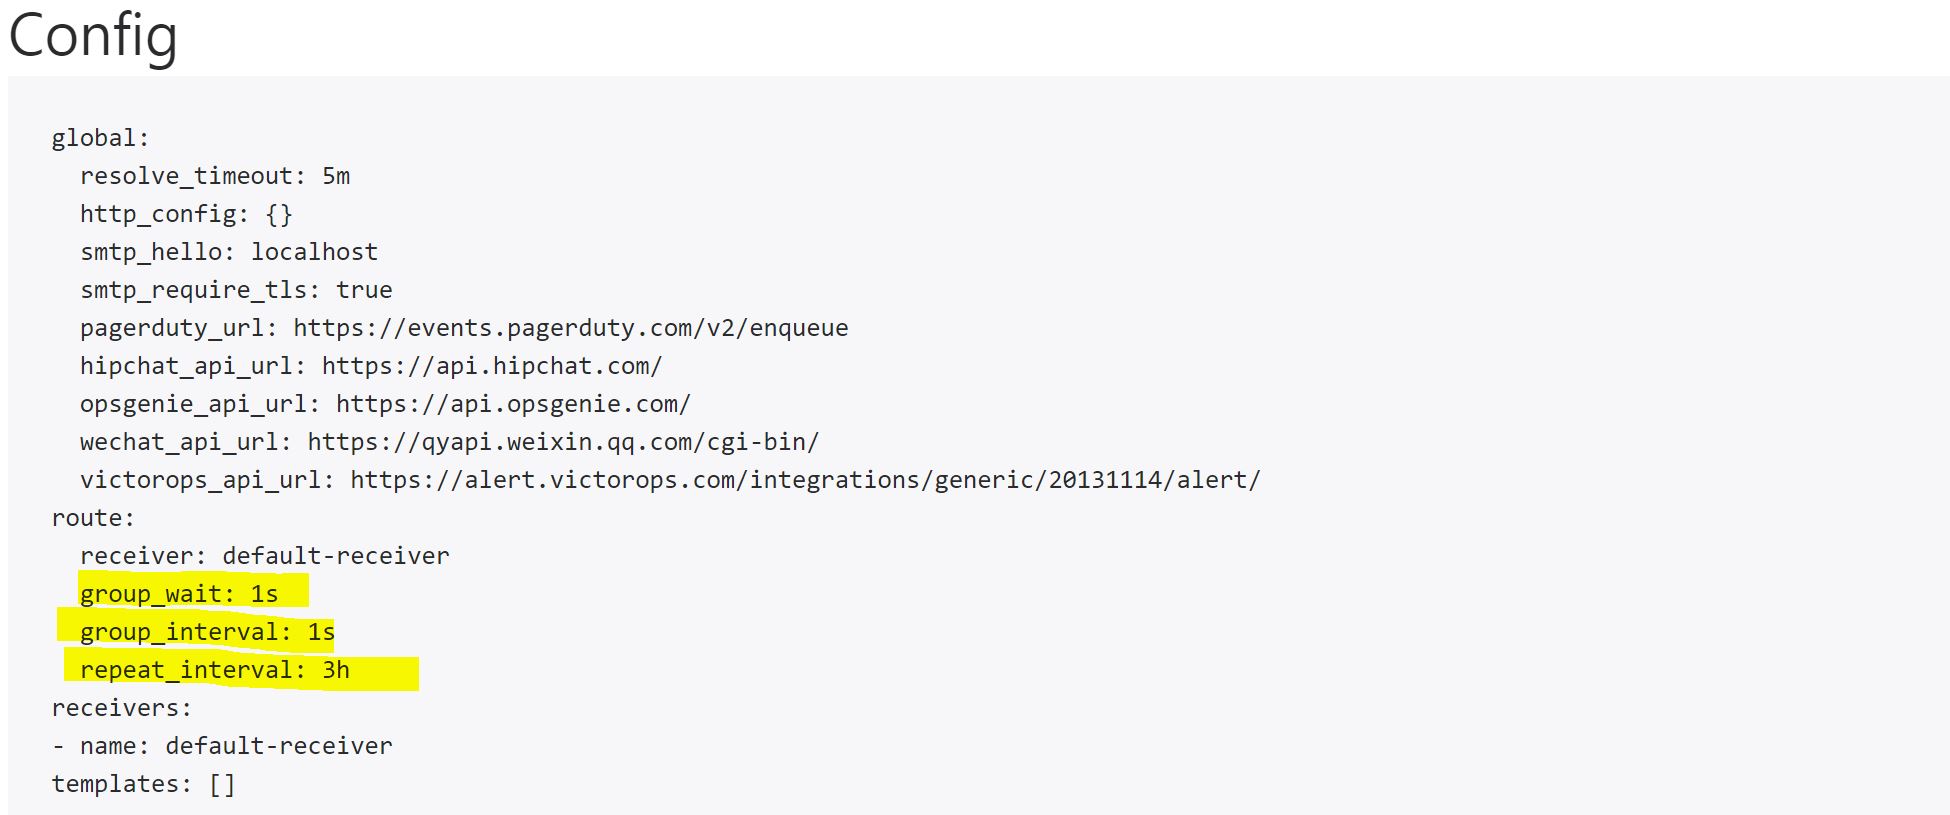 Config
global:
  resolve_timeout: 5m
  http_config: {}
  smtp_hello: localhost
  smtp_require_tls: true
  pagerduty_url: https://events.pagerduty.com/v2/enqueue
  hipchat_api_url: https://api.hipchat.com/
  opsgenie_api_url: https://api.opsgenie.com/
  wechat_api_url: https://qyapi.weixin.qq.com/cgi-bin/
  victorops_api_url: https://alert.victorops.com/integrations/generic/20131114/alert/
route:
  receiver: default-receiver
  group_wait: 1s
  group_interval: 1s
  repeat_interval: 3h
receivers:
- name: default-receiver
templates: []